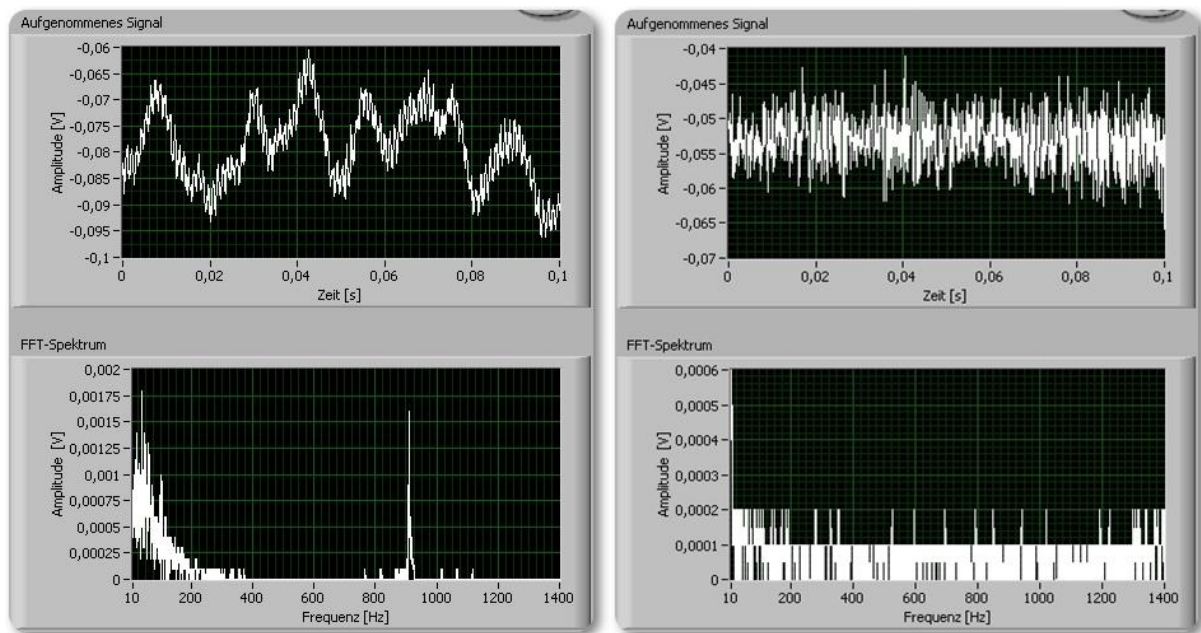 Aufgenommenes Signal
-0,06
-0,065
-0,07
-0,075
-0,08
-0,085
-0,09
-0,095
-0,1
Amplitude [V]
0 0,02 0,04 0,06 0,08 0,1
Zeit [s]
FFT-Spektrum
0,002
0,00175
0,0015
0,00125
0,001
0,00075
0,0005
0,00025
0
Amplitude [V]
10 200 400 600 800 1000 1200 1400
Frequenz [Hz]
Aufgenommenes Signal
-0,04
-0,045
-0,05
-0,055
-0,06
-0,065
-0,07
Amplitude [V]
0 0,02 0,04 0,06 0,08 0,1
Zeit [s]
FFT-Spektrum
0,0006
0,0005
0,0004
0,0003
0,0002
0,0001
0
Amplitude [V]
10 200 400 600 800 1000 1200 1400
Frequenz [Hz]